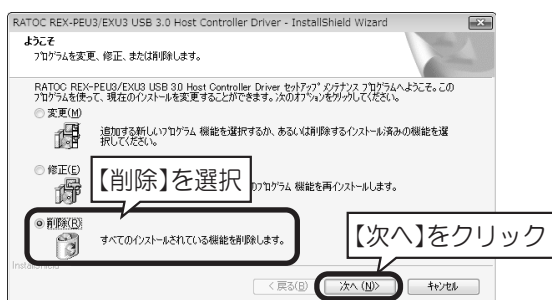 RATOC REX-PEU3/EXU3 USB 3.0 Host Controller Driver - InstallShield Wizard
ようこそ
プログラムを変更、修正、または削除します。
RATOC REX-PEU3/EXU3 USB 3.0 Host Controller Driver セットアップ メンテナンス プログラムへようこそ。この
プログラムを使って、現在のインストールを変更することができます。次のオプションをクリックしてください。
変更(M)
追加する新しいプログラム 機能を選択するか、あるいは削除するインストール済みの機能を選
択してください。
修正(E)
【削除】を選択
のプログラム 機能を再インストールします。
削除(R)
すべてのインストールされている機能を削除します。
【次へ】をクリック
InstallShield
< 戻る(B)
次へ (N)>
キャンセル